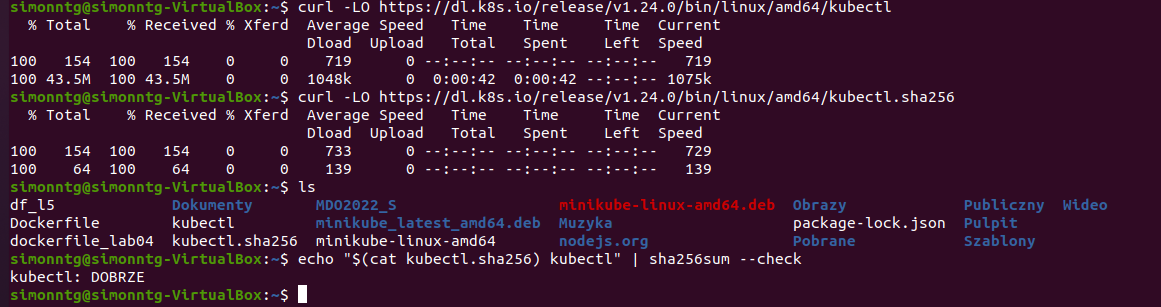 simonntg@simonntg-VirtualBox:~$ curl -LO https://dl.k8s.io/release/v1.24.0/bin/linux/amd64/kubectl
  % Total    % Received % Xferd  Average Speed   Time    Time     Time  Current
                                 Dload  Upload   Total   Spent    Left  Speed
100   154  100   154    0     0    719      0 --:--:-- --:--:-- --:--:--   719
100 43.5M  100 43.5M    0     0  1048k      0  0:00:42  0:00:42 --:--:-- 1075k
simonntg@simonntg-VirtualBox:~$ curl -LO https://dl.k8s.io/release/v1.24.0/bin/linux/amd64/kubectl.sha256
  % Total    % Received % Xferd  Average Speed   Time    Time     Time  Current
                                 Dload  Upload   Total   Spent    Left  Speed
100   154  100   154    0     0    733      0 --:--:-- --:--:-- --:--:--   729
100    64  100    64    0     0    139      0 --:--:-- --:--:-- --:--:--   139
simonntg@simonntg-VirtualBox:~$ ls
df_l5            Dokumenty       MDO2022_S                  minikube-linux-amd64.deb  Obrazy             Publiczny  Wideo
Dockerfile       kubectl         minikube_latest_amd64.deb  Muzyka                    package-lock.json  Pulpit
dockerfile_lab04 kubectl.sha256  minikube-linux-amd64       nodejs.org                Pobrane            Szablony
simonntg@simonntg-VirtualBox:~$ echo "$(cat kubectl.sha256) kubectl" | sha256sum --check
kubectl: DOBRZE
simonntg@simonntg-VirtualBox:~$